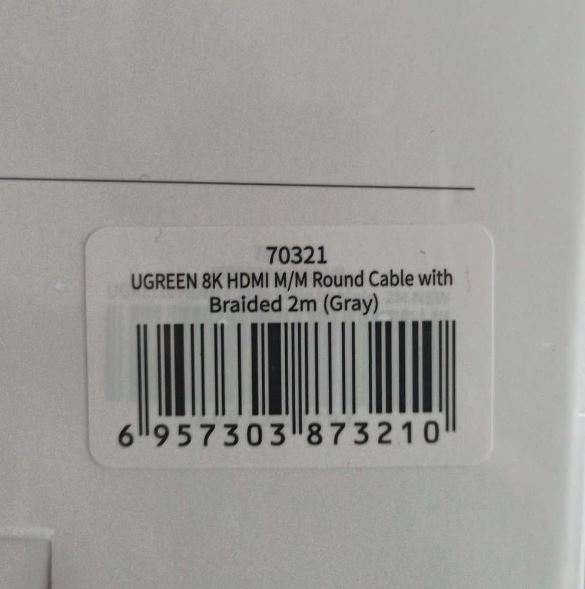 70321
UGREEN 8K HDMI M/M Round Cable with
Braided 2m (Gray)
6 957303 873210